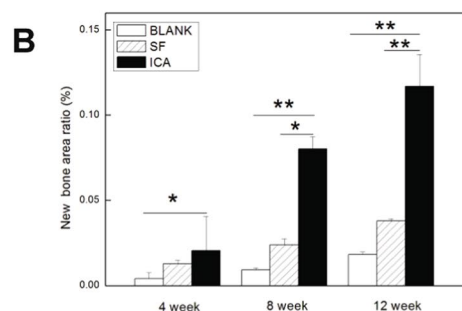 B
New bone area ratio (%)
0.15
0.10
0.05
0.00
BLANK
SF
ICA
*
**
*
**
**
4 week
8 week
12 week